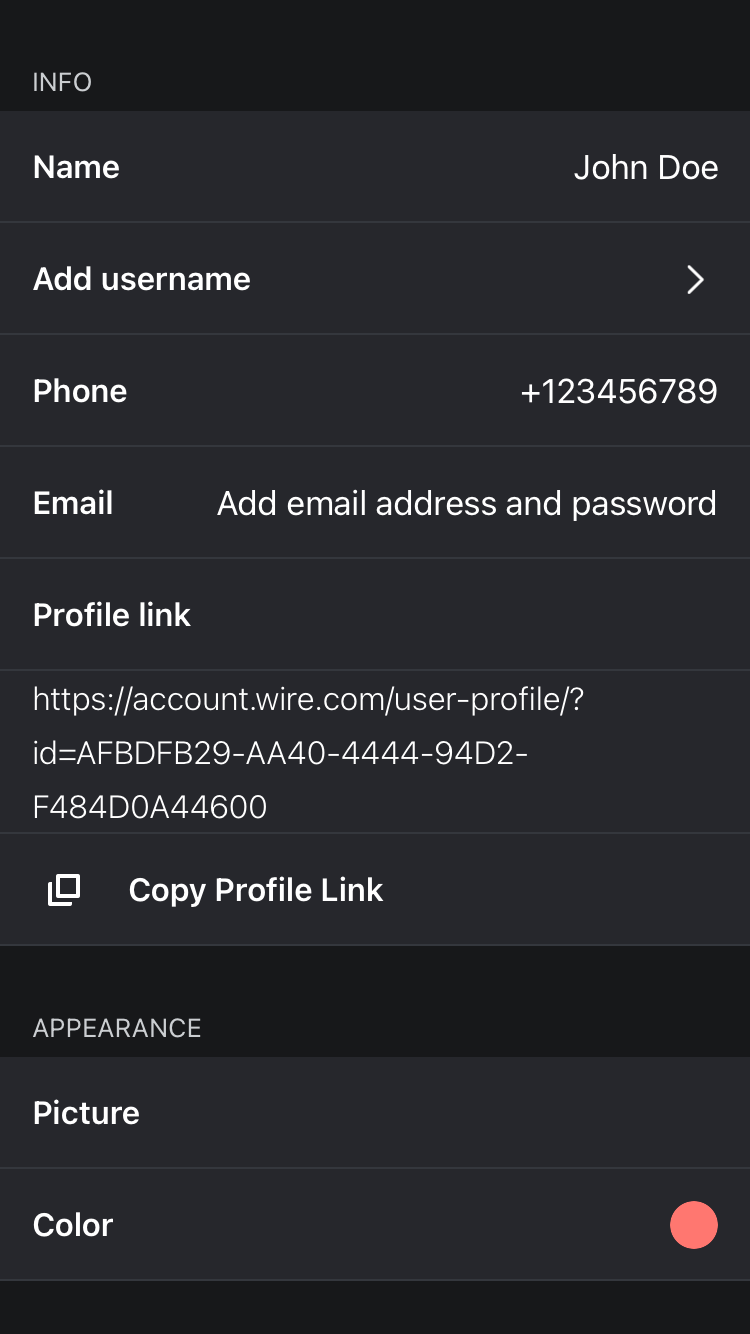 INFO
Name John Doe
Add username
Phone +123456789
Email Add email address and password
Profile link
https://account.wire.com/user-profile/?
id=AFBDFB29-AA40-4444-94D2-
F484D0A44600
Copy Profile Link
APPEARANCE
Picture
Color